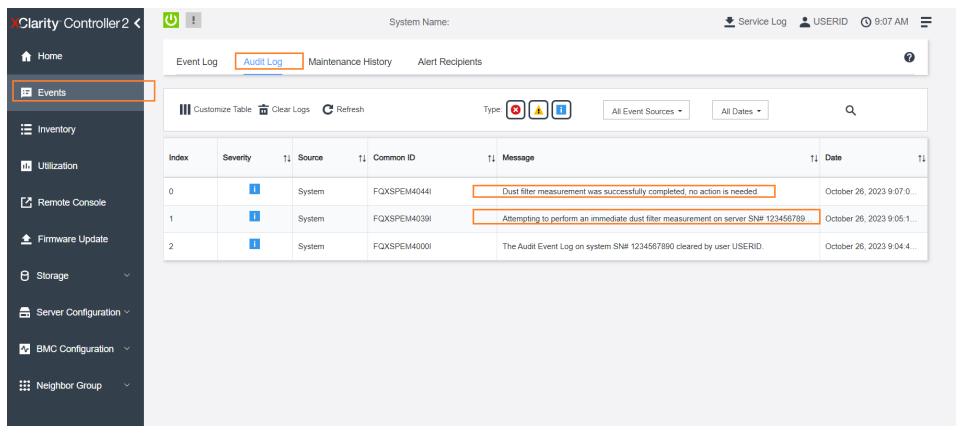 XClarity Controller 2
System Name:
Service Log
USERID
9:07 AM
Home
Events
Inventory
Utilization
Remote Console
Firmware Update
Storage
Server Configuration
BMC Configuration
Neighbor Group
Event Log Audit Log Maintenance History Alert Recipients
Customize Table Clear Logs Refresh Type: All Event Sources All Dates
Index Severity Source Common ID Message Date
0 System FQXSPEM4044I Dust filter measurement was successfully completed, no action is needed. October 26, 2023 9:07:0...
1 System FQXSPEM4039I Attempting to perform an immediate dust filter measurement on server SN# 123456789... October 26, 2023 9:05:1...
2 System FQXSPEM4000I The Audit Event Log on system SN# 1234567890 cleared by user USERID. October 26, 2023 9:04:4...